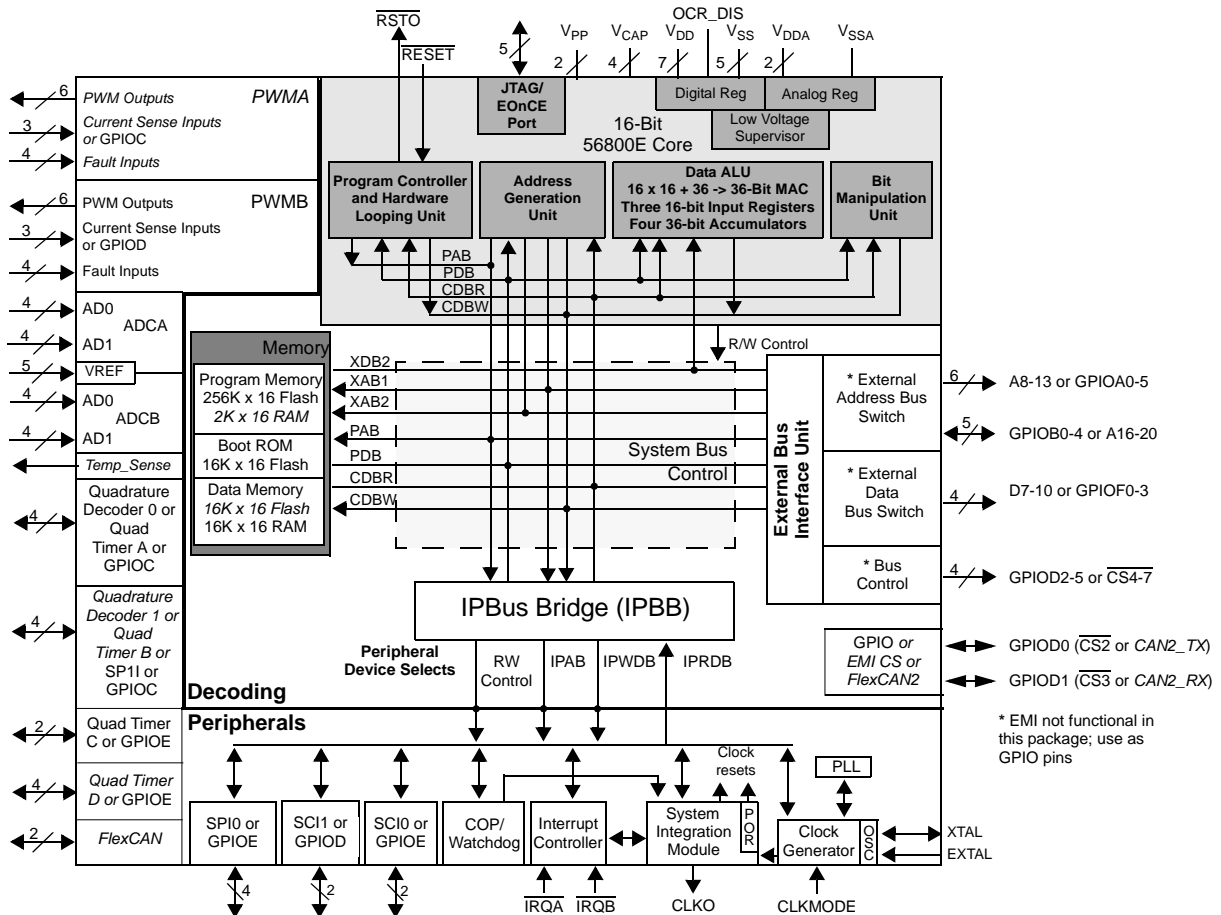 RSTO
RESET
5
VPP
2
VCAP
4
VDD
7
OCR_DIS
VSS
5
VDDA
2
VSSA
JTAG/
EOnCE
Port
Digital Reg
Analog Reg
Low Voltage
Supervisor
16-Bit
56800E Core
Program Controller
and Hardware
Looping Unit
Address
Generation
Unit
Data ALU
16 x 16 + 36 -> 36-Bit MAC
Three 16-bit Input Registers
Four 36-bit Accumulators
Bit
Manipulation
Unit
PAB
PDB
CDBR
CDBW
6
PWM Outputs
PWMA
3
Current Sense Inputs
or GPIOC
4
Fault Inputs
6
PWM Outputs
PWMB
3
Current Sense Inputs
or GPIOD
4
Fault Inputs
4
AD0
ADCA
4
AD1
5
VREF
4
AD0
ADCB
4
AD1
Temp_Sense
4
Quadrature
Decoder 0 or
Quad
Timer A or
GPIOC
4
Quadrature
Decoder 1 or
Quad
Timer B or
SP1I or
GPIOC
2
Quad Timer
C or GPIOE
4
Quad Timer
D or GPIOE
2
FlexCAN
Memory
Program Memory
256K x 16 Flash
2K x 16 RAM
Boot ROM
16K x 16 Flash
Data Memory
16K x 16 Flash
16K x 16 RAM
XDB2
XAB1
XAB2
PAB
PDB
CDBR
CDBW
System Bus
Control
R/W Control
External Bus
Interface Unit
* External
Address Bus
Switch
* External
Data
Bus Switch
* Bus
Control
6
A8-13 or GPIOA0-5
5
GPIOB0-4 or A16-20
4
D7-10 or GPIOF0-3
4
GPIOD2-5 or CS4-7
IPBus Bridge (IPBB)
Peripheral
Device Selects
RW
Control
IPAB
IPWDB
IPRDB
GPIO or
EMI CS or
FlexCAN2
GPIOD0 (CS2 or CAN2_TX)
GPIOD1 (CS3 or CAN2_RX)
* EMI not functional in
this package; use as
GPIO pins
Decoding
Peripherals
Clock
resets
PLL
SPI0 or
GPIOE
SCI1 or
GPIOD
SCI0 or
GPIOE
COP/
Watchdog
Interrupt
Controller
System
Integration
Module
POR
Clock
Generator
OSC
XTAL
EXTAL
4
2
2
IRQA
IRQB
CLKO
CLKMODE